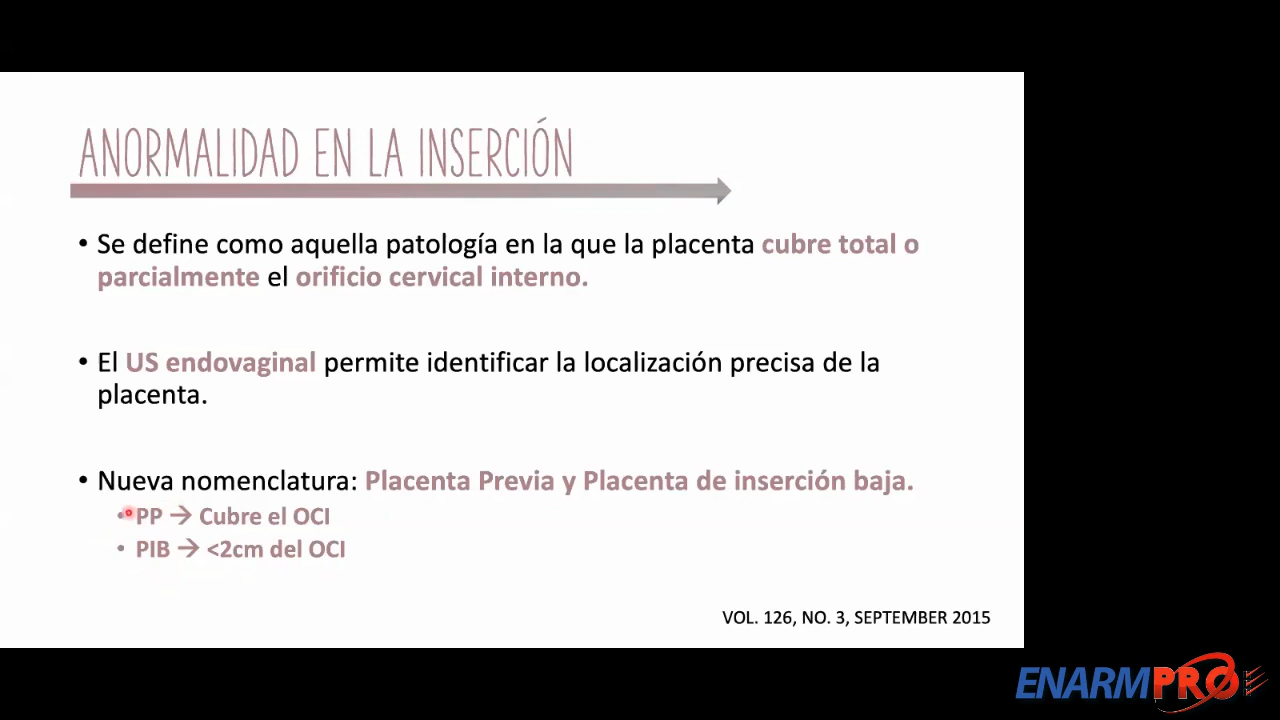 ANORMALIDAD EN LA INSERCIÓN
• Se define como aquella patología en la que la placenta cubre total o
parcialmente el orificio cervical interno.
• El US endovaginal permite identificar la localización precisa de la
placenta.
• Nueva nomenclatura: Placenta Previa y Placenta de inserción baja.
• PP → Cubre el OCI
• PIB → <2cm del OCI
VOL. 126, NO. 3, SEPTEMBER 2015
ENARMPRO